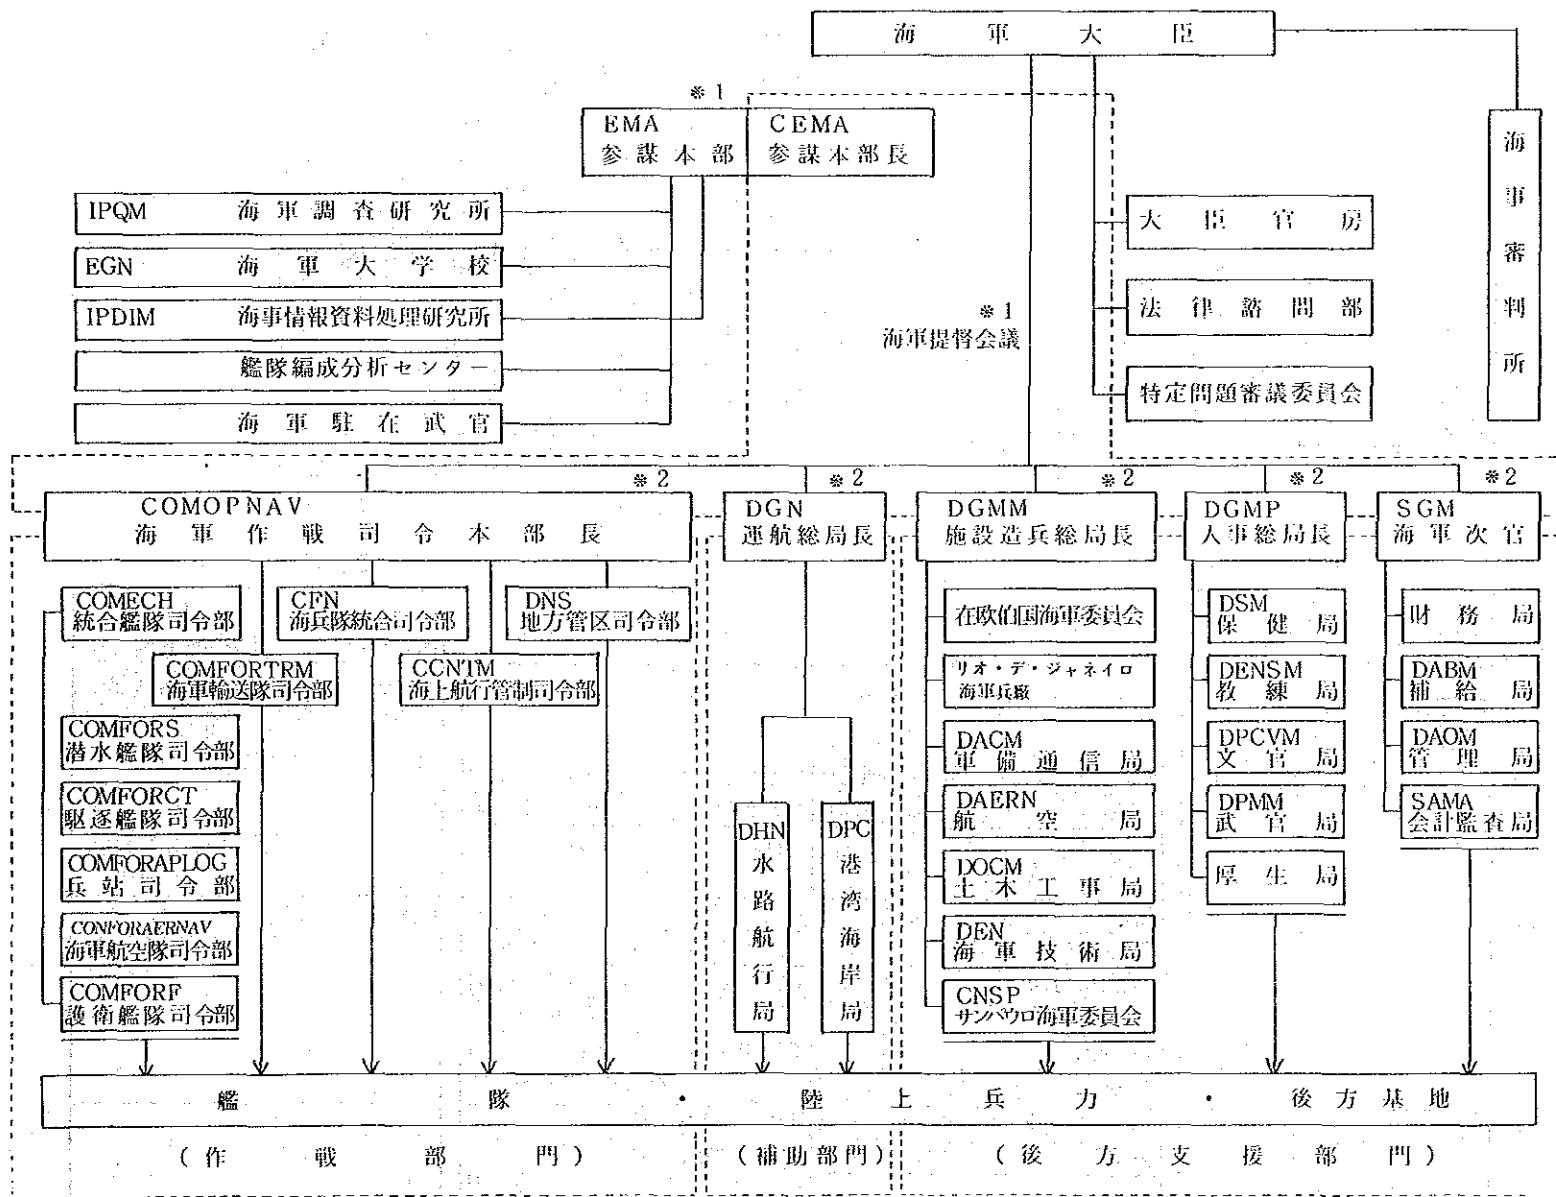 海軍大臣
※1
EMA
参謀本部
CEMA
参謀本部長
海事審判所
IPQM 海軍調査研究所
EGN 海軍大学校
IPDIM 海事情報資料処理研究所
艦隊編成分析センター
海軍駐在武官
大臣官房
法律諮問部
特定問題審議委員会
※1
海軍提督会議
※2
COMOPNAV
海軍作戦司令本部長
※2
DGN
運航総局長
※2
DGMM
施設造兵総局長
※2
DGMP
人事総局長
※2
SGM
海軍次官
COMECH
統合艦隊司令部
CFN
海兵隊統合司令部
DNS
地方管区司令部
COMFORTRM
海軍輸送隊司令部
CCNTM
海上航行管制司令部
COMFORS
潜水艦隊司令部
COMFORCT
駆逐艦隊司令部
COMFORAPLOG
兵站司令部
CONFORAERNAV
海軍航空隊司令部
COMFORF
護衛艦隊司令部
DHN
水路航行局
DPC
港湾海岸局
在欧伯国海軍委員会
リオ・デ・ジャネイロ
海軍兵廠
DACM
軍備通信局
DAERN
航空局
DOCM
土木工事局
DEN
海軍技術局
CNSP
サンパウロ海軍委員会
DSM
保健局
DENSM
教練局
DPCVM
文官局
DPMM
武官局
厚生局
財務局
DABM
補給局
DAOM
管理局
SAMA
会計監査局
艦隊・陸上兵力・後方基地
(作戦部門)
(補助部門)
(後方支援部門)